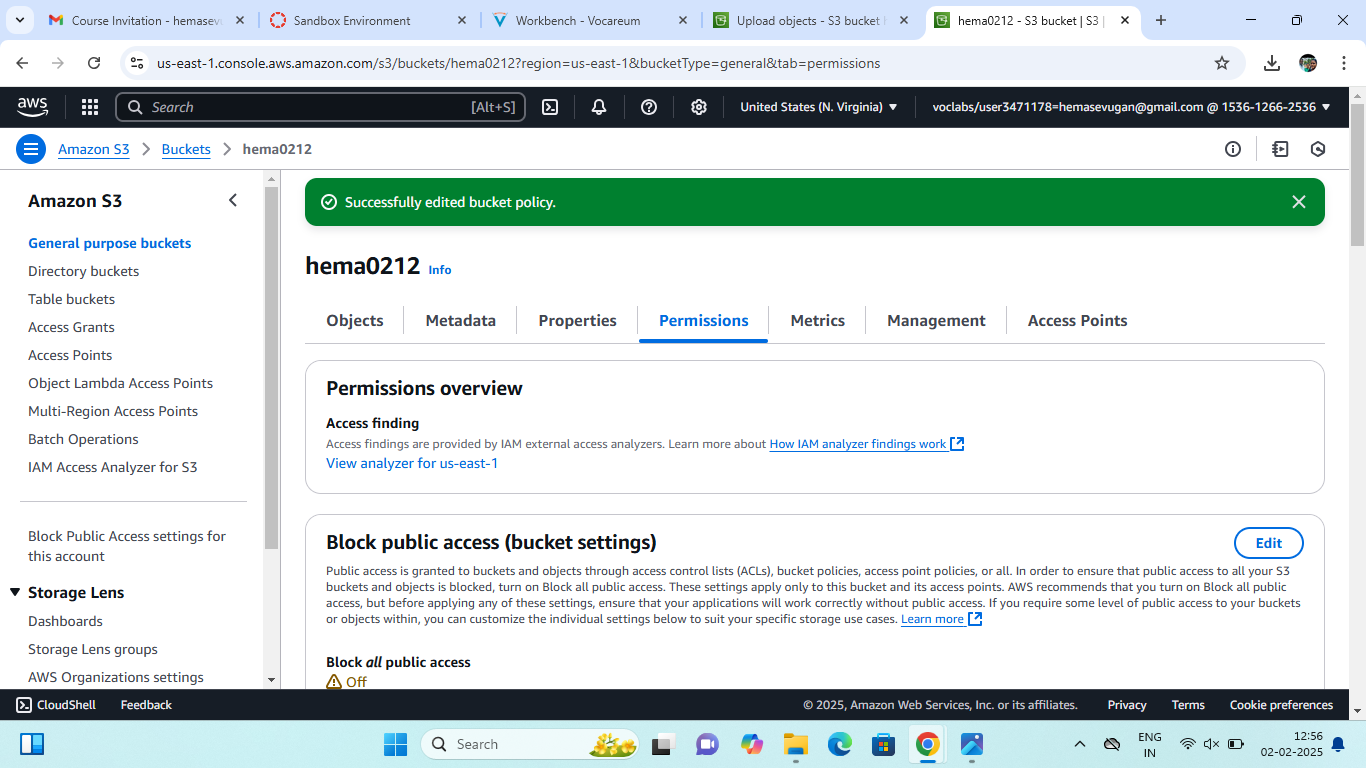 Course Invitation - hemasevu
Sandbox Environment
Workbench - Vocareum
Upload objects - S3 bucket
hema0212 - S3 bucket | S3 |
us-east-1.console.aws.amazon.com/s3/buckets/hema0212?region=us-east-1&bucketType=general&tab=permissions
aws
Search [Alt+S]
United States (N. Virginia)
voclabs/user3471178=hemasevugan@gmail.com @ 1536-1266-2536
Amazon S3
Buckets
hema0212
Amazon S3
General purpose buckets
Directory buckets
Table buckets
Access Grants
Access Points
Object Lambda Access Points
Multi-Region Access Points
Batch Operations
IAM Access Analyzer for S3
Block Public Access settings for
this account
Storage Lens
Dashboards
Storage Lens groups
AWS Organizations settings
Successfully edited bucket policy.
hema0212 Info
Objects
Metadata
Properties
Permissions
Metrics
Management
Access Points
Permissions overview
Access finding
Access findings are provided by IAM external access analyzers. Learn more about How IAM analyzer findings work
View analyzer for us-east-1
Block public access (bucket settings)
Edit
Public access is granted to buckets and objects through access control lists (ACLs), bucket policies, access point policies, or all. In order to ensure that public access to all your S3
buckets and objects is blocked, turn on Block all public access. These settings apply only to this bucket and its access points. AWS recommends that you turn on Block all public
access, but before applying any of these settings, ensure that your applications will work correctly without public access. If you require some level of public access to your buckets
or objects within, you can customize the individual settings below to suit your specific storage use cases. Learn more
Block all public access
Off
CloudShell
Feedback
© 2025, Amazon Web Services, Inc. or its affiliates.
Privacy
Terms
Cookie preferences
Search
ENG
IN
12:56
02-02-2025